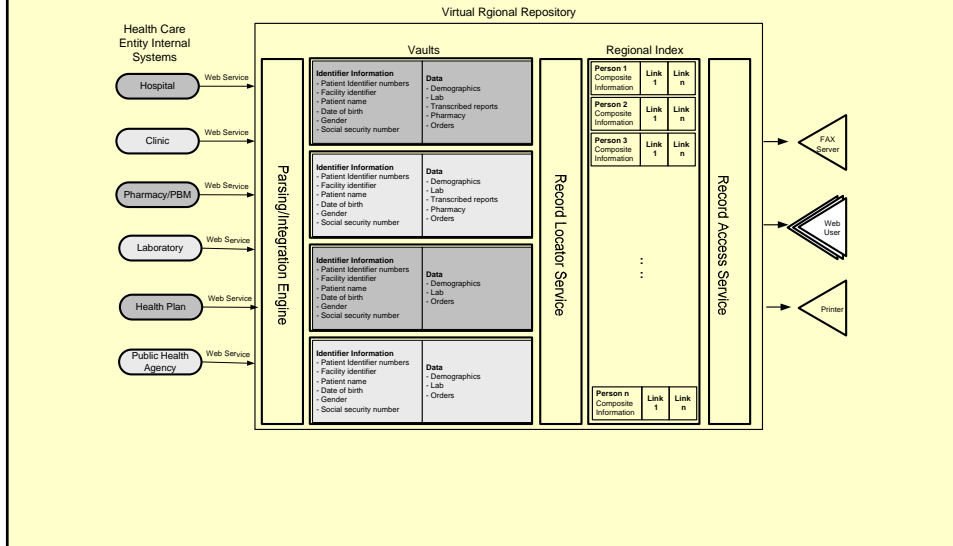 Virtual Rgional Repository
Health Care
Entity Internal
Systems
Hospital
Clinic
Pharmacy/PBM
Laboratory
Health Plan
Public Health
Agency
Web Service
Web Service
Web Service
Web Service
Web Service
Web Service
Parsing/Integration Engine
Vaults
Identifier Information
- Patient Identifier numbers
- Facility identifier
- Patient name
- Date of birth
- Gender
- Social security number
Data
- Demographics
- Lab
- Transcribed reports
- Pharmacy
- Orders
Identifier Information
- Patient Identifier numbers
- Facility identifier
- Patient name
- Date of birth
- Gender
- Social security number
Data
- Demographics
- Lab
- Transcribed reports
- Pharmacy
- Orders
Identifier Information
- Patient Identifier numbers
- Facility identifier
- Patient name
- Date of birth
- Gender
- Social security number
Data
- Demographics
- Lab
- Orders
Identifier Information
- Patient Identifier numbers
- Facility identifier
- Patient name
- Date of birth
- Gender
- Social security number
Data
- Demographics
- Lab
- Orders
Record Locator Service
Regional Index
Person 1
Composite
Information
Link
1
Link
n
Person 2
Composite
Information
Link
1
Link
n
Person 3
Composite
Information
Link
1
Link
n
:
:
Person n
Composite
Information
Link
1
Link
n
Record Access Service
FAX
Server
Web
User
Printer